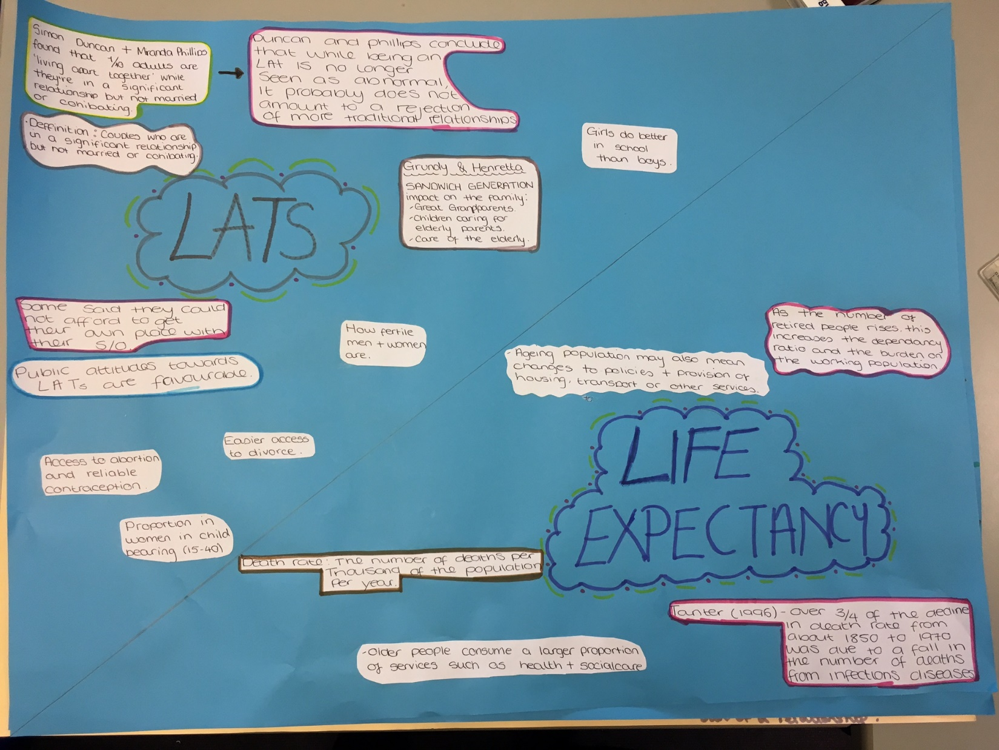 Simon Duncan + Miranda Phillips
found that 1/10 adults are
'living apart together' while
they're in a significant
relationship but not married
or cohibating.
Duncan and phillips conclude
that while being an
LAt is no longer
seen as abnormal,
it probably does not
amount to a rejection
of more traditional relationships
· Deffinition : Couples who are
in a significant relationship
but not married or cohibating.
LATS
Grundy & Henretta
SANDWICH GENERATION
impact on the family:
- Great Grandparents.
- Children caring for
elderly parents.
- Care of the elderly.
Girls do better
in school
than boys.
Some said they could
not afford to get
their own place with
their S/O.
Public attitudes towards
LATs are favourable.
How fertile
men + women
are.
Easier access
to divorce.
Access to abortion
and reliable
contraception.
Proportion in
women in child
bearing (15-40)
- Ageing population may also mean
changes to policies + provision of
housing, transport or other services.
to
As the number of
retired people rises, this
increases the dependancy
ratio and the burden on
the working population.
LIFE
EXPECTANCY
Death rate: The number of deaths per
Thousand of the population
per year.
Tanter (1996) - over 3/4 of the decline
in death rate from
about 1850 to 1970
was due to a fall in
the number of deaths
from infections diseases
- Older people consume a larger proportion
of services such as health + socialcare
of a relationship.